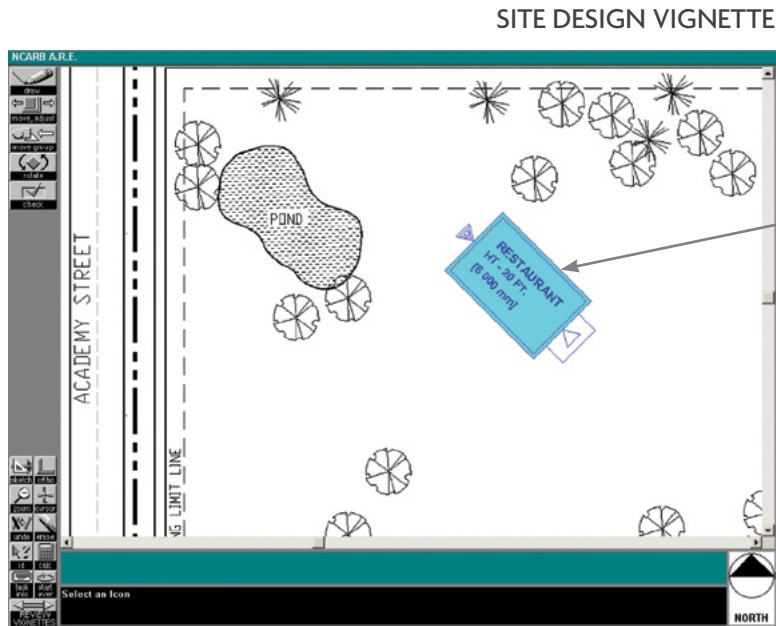 SITE DESIGN VIGNETTE
NCARB A.R.E.
draw
move, adjust
move group
rotate
check
ACADEMY STREET
POND
RESTAURANT
HT - 20 FT.
[6 000 mm]
NG LIMIT LINE
sketch ortho
zoom cursor
undo erase
id calc
task info start over
REVIEW VIGNETTES
Select an Icon
NORTH